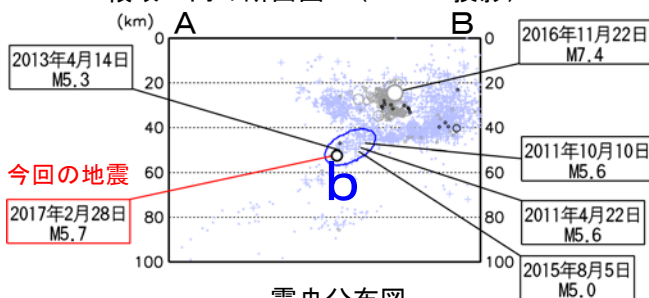 (km)
A
B
0
20
40
60
80
100
0
20
40
60
80
100
2013年4月14日
M5.3
2016年11月22日
M7.4
b
今回の地震
2017年2月28日
M5.7
2011年10月10日
M5.6
2011年4月22日
M5.6
2015年8月5日
M5.0